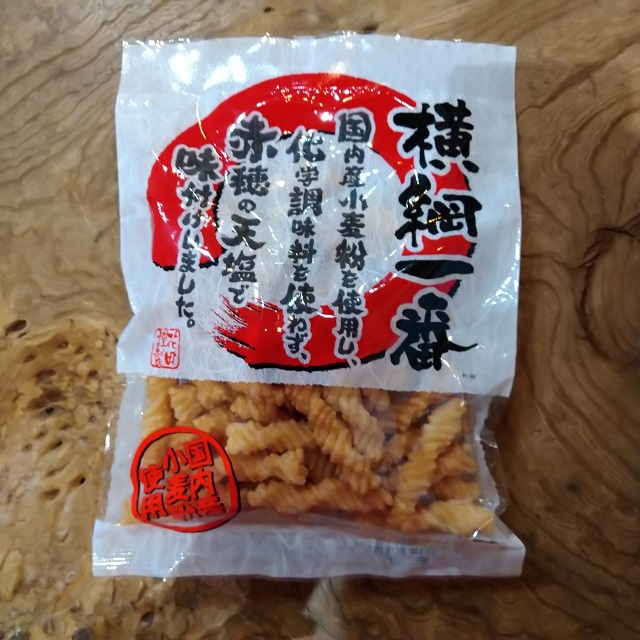 横綱一番
国内産小麦粉を使用し、
化学調味料を使わず、
赤穂の天塩で
味付けしました。
国内産
小麦粉
使用